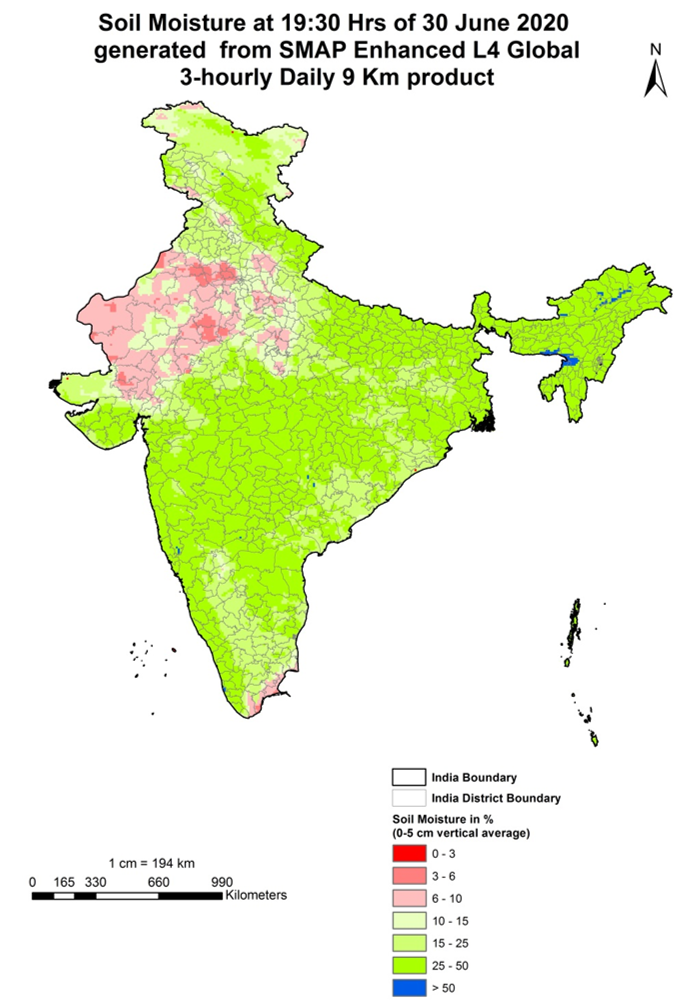 Soil Moisture at 19:30 Hrs of 30 June 2020
generated from SMAP Enhanced L4 Global
3-hourly Daily 9 Km product
N
India Boundary
India District Boundary
Soil Moisture in %
(0-5 cm vertical average)
0 - 3
3 - 6
6 - 10
10 - 15
15 - 25
25 - 50
> 50
1 cm = 194 km
0 165 330 660 990
Kilometers